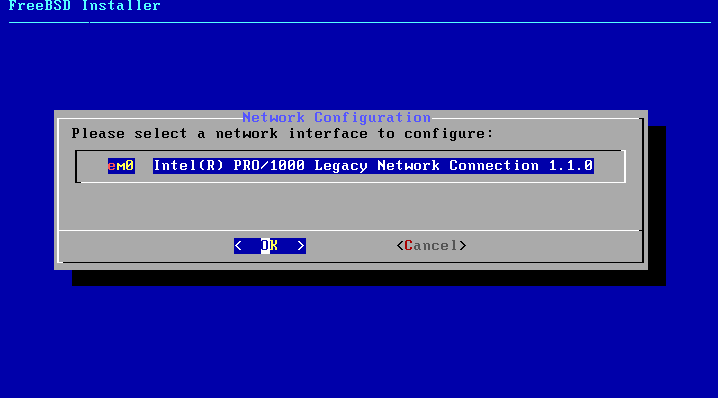 FreeBSD Installer
Network Configuration
Please select a network interface to configure:
em0 Intel(R) PRO/1000 Legacy Network Connection 1.1.0
< OK > <Cancel>